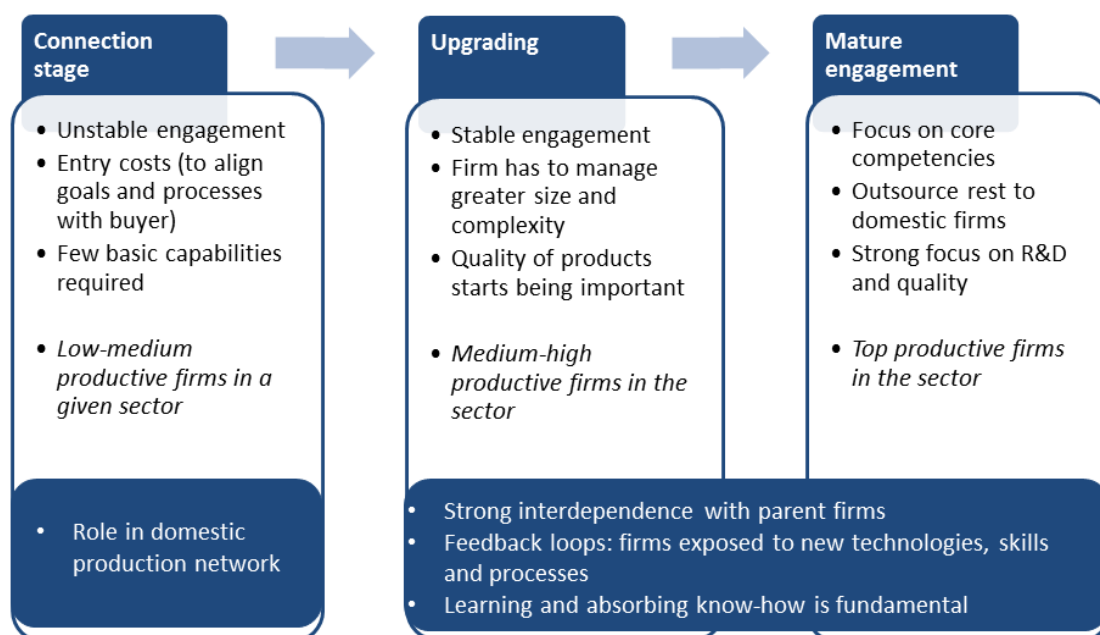 Connection
stage
• Unstable engagement
• Entry costs (to align
goals and processes
with buyer)
• Few basic capabilities
required
• Low-medium
productive firms in a
given sector
• Role in domestic
production network
Upgrading
• Stable engagement
• Firm has to manage
greater size and
complexity
• Quality of products
starts being important
• Medium-high
productive firms in the
sector
Mature
engagement
• Focus on core
competencies
• Outsource rest to
domestic firms
• Strong focus on R&D
and quality
• Top productive firms
in the sector
• Strong interdependence with parent firms
• Feedback loops: firms exposed to new technologies, skills
and processes
• Learning and absorbing know-how is fundamental